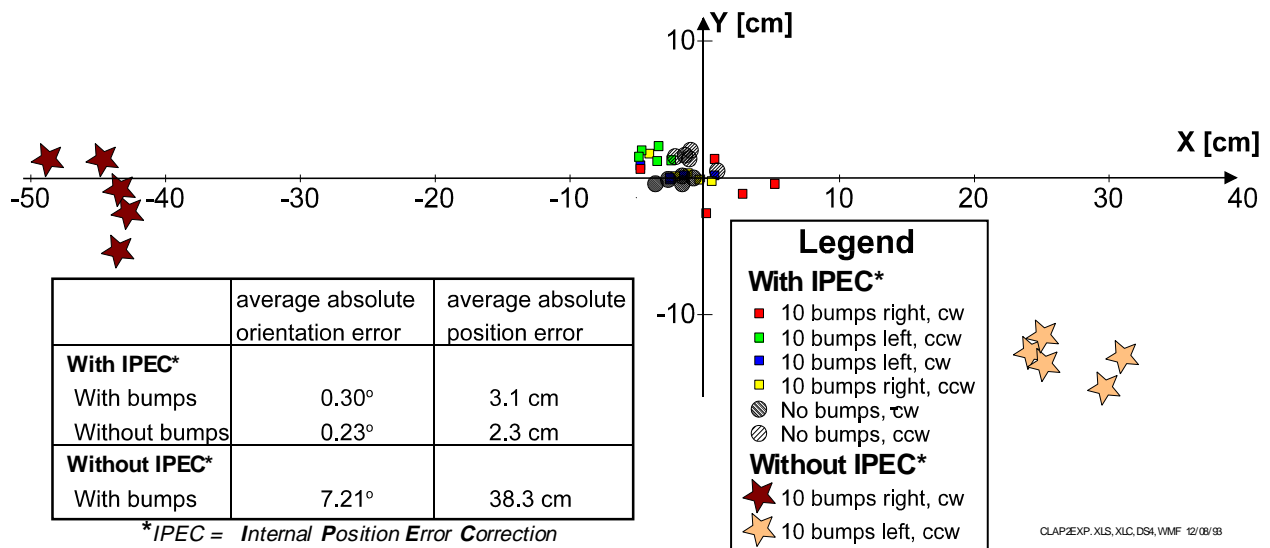 Y [cm]
10
X [cm]
-50 -40 -30 -20 -10 10 20 30 40
-10
average absolute orientation error
average absolute position error
With IPEC*
With bumps 0.30° 3.1 cm
Without bumps 0.23° 2.3 cm
Without IPEC*
With bumps 7.21° 38.3 cm
*IPEC = Internal Position Error Correction
Legend
With IPEC*
10 bumps right, cw
10 bumps left, ccw
10 bumps left, cw
10 bumps right, ccw
No bumps, cw
No bumps, ccw
Without IPEC*
10 bumps right, cw
10 bumps left, ccw
CLAP2EXP.XLS, XLC, DS4, WMF 12/08/93